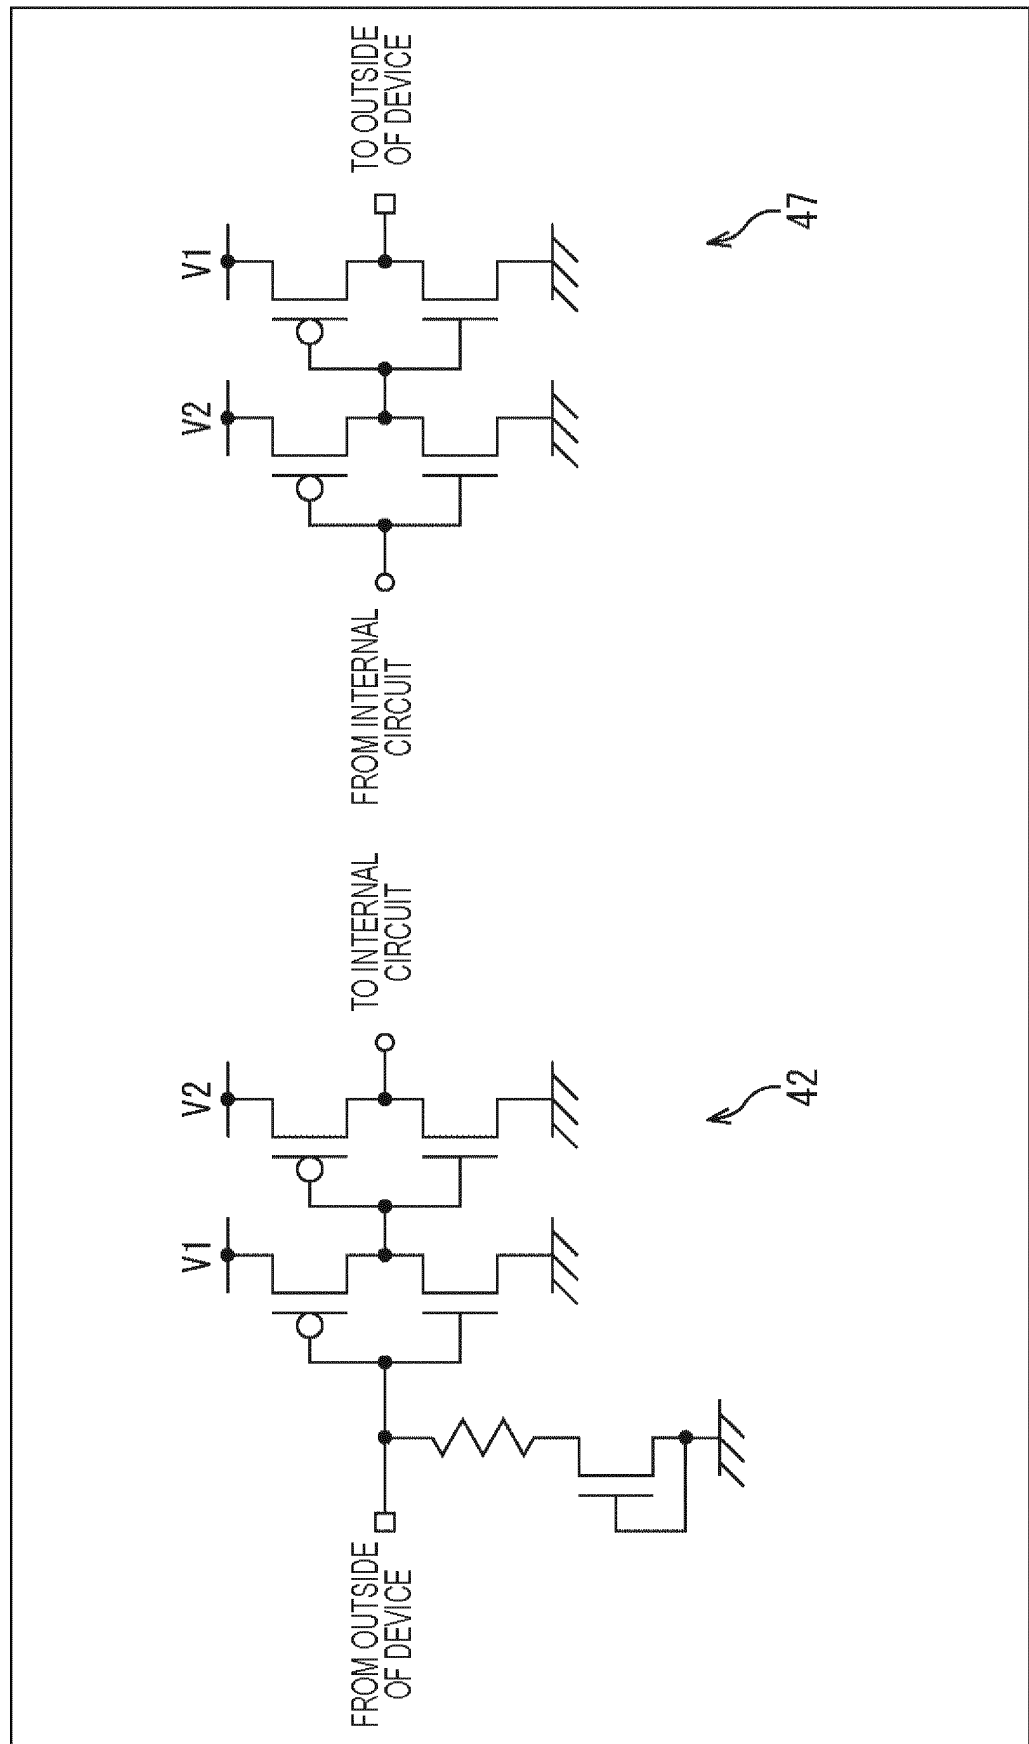 FROM OUTSIDE
OF DEVICE
V1
V2
TO INTERNAL
CIRCUIT
42
FROM INTERNAL
CIRCUIT
V2
V1
TO OUTSIDE
OF DEVICE
47